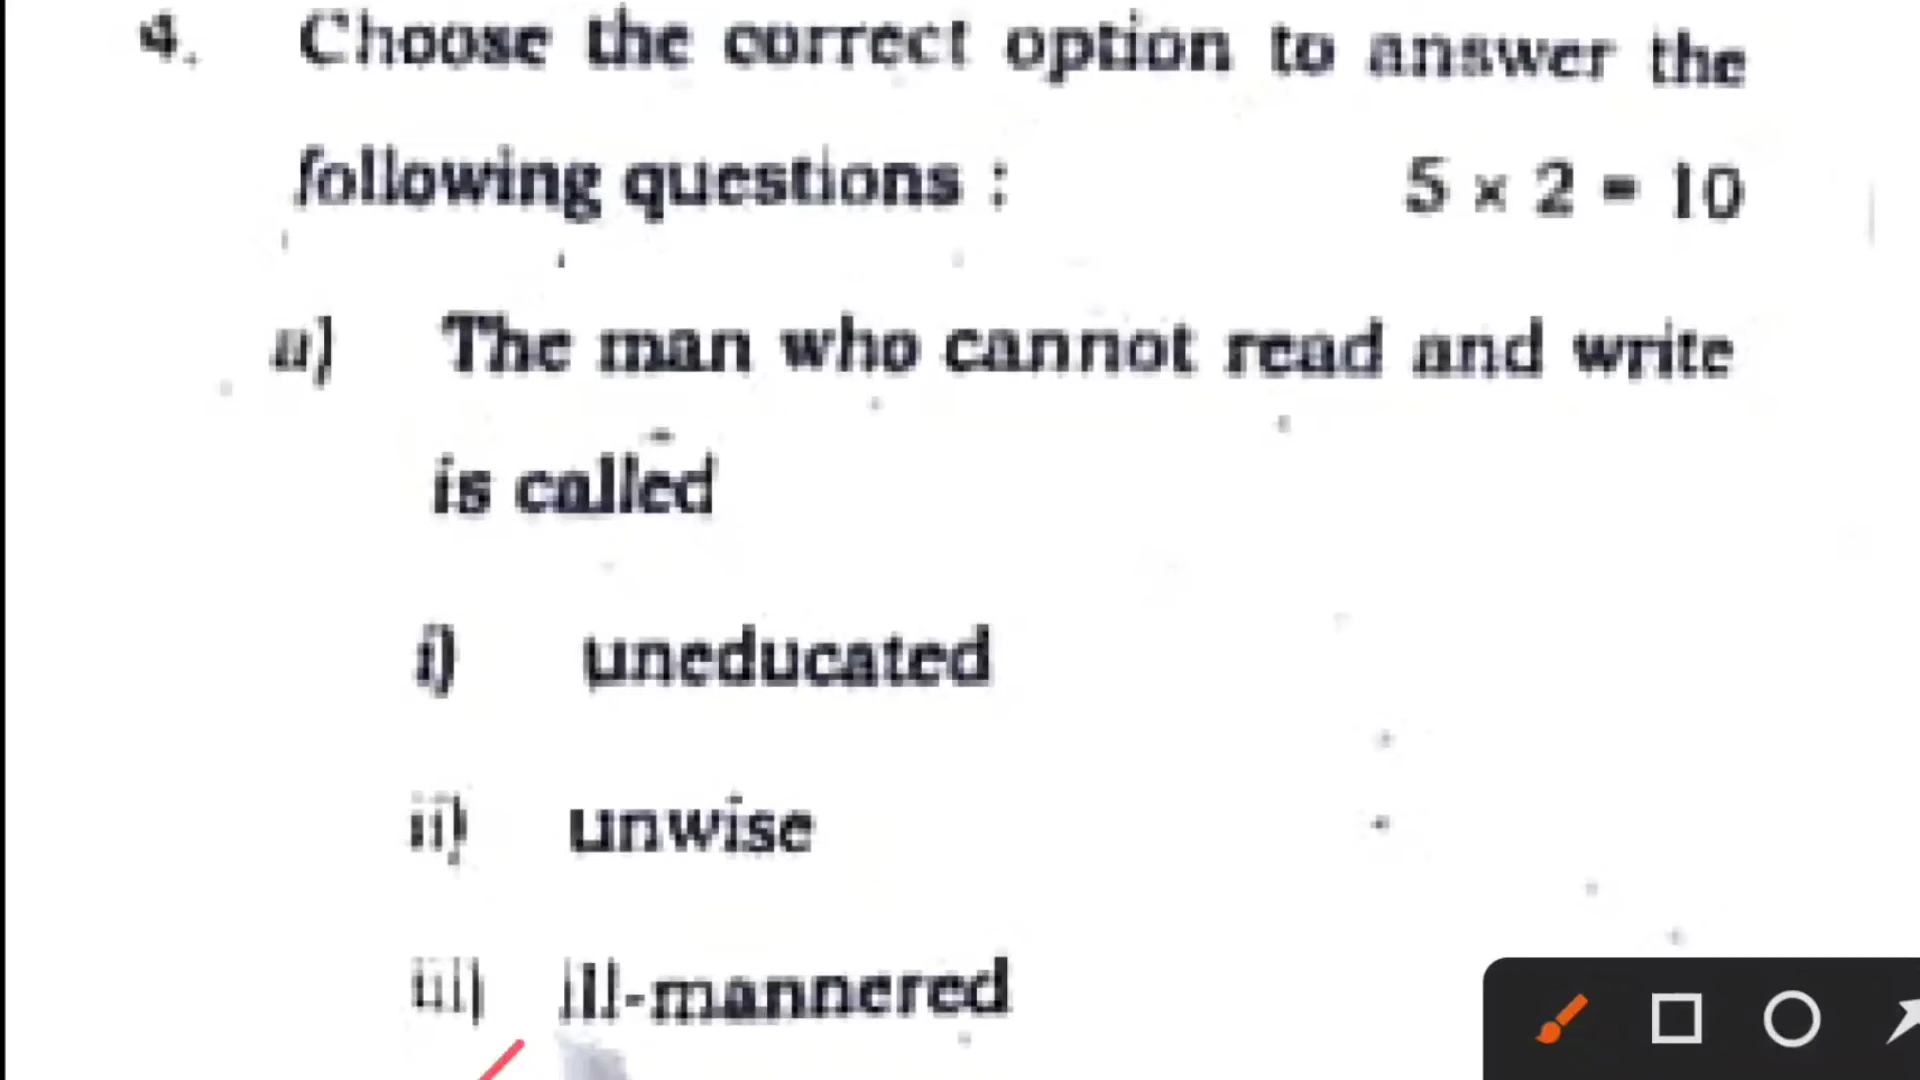 4. Choose the correct option to answer the
following questions : 5 × 2 = 10
a) The man who cannot read and write
is called
i) uneducated
ii) unwise
iii) ill-mannered